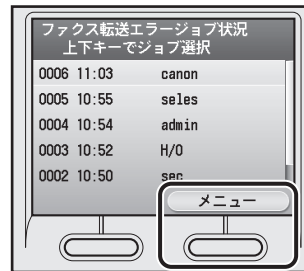 ファクス転送エラージョブ状況
上下キーでジョブ選択
0006 11:03 canon
0005 10:55 seles
0004 10:54 admin
0003 10:52 H/O
0002 10:50 sec
メニュー